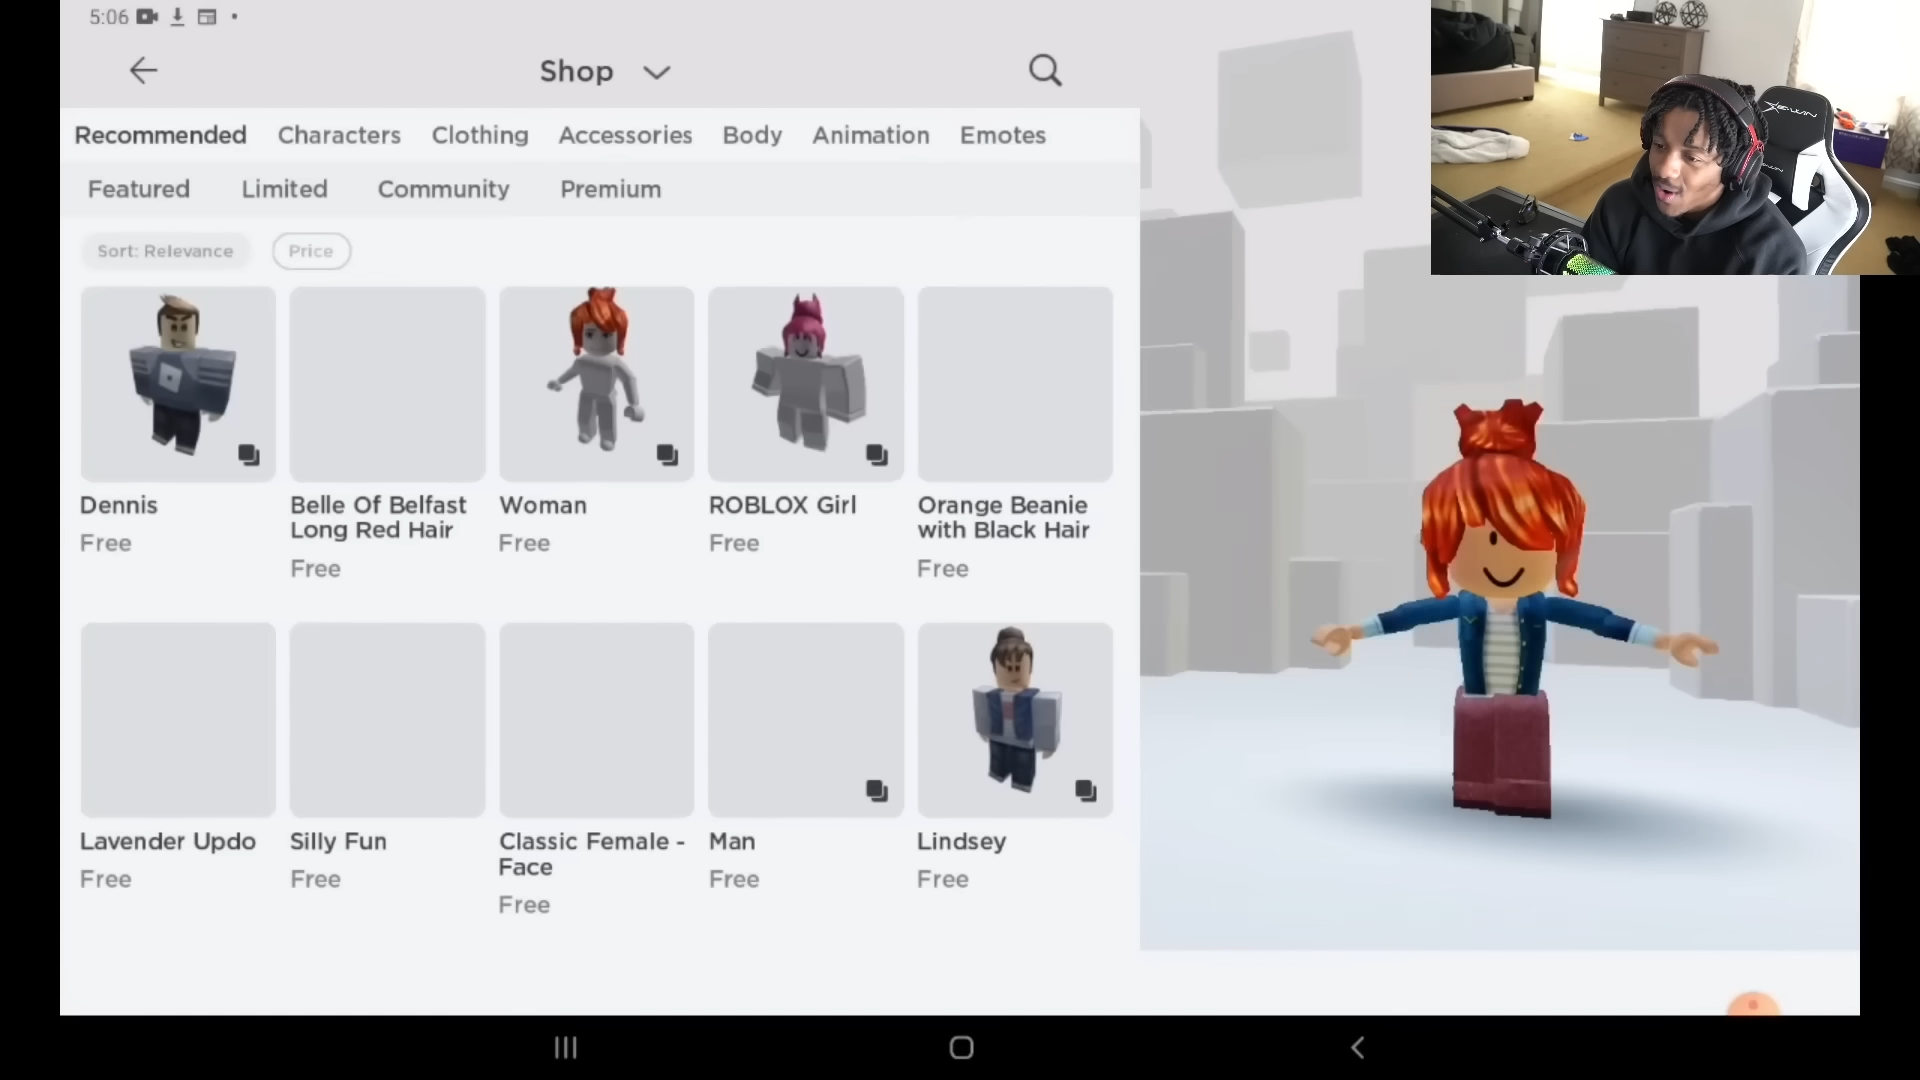 5:06
Shop
Recommended Characters Clothing Accessories Body Animation Emotes
Featured Limited Community Premium
Sort: Relevance Price
Dennis
Free
Belle Of Belfast
Long Red Hair
Free
Woman
Free
ROBLOX Girl
Free
Orange Beanie
with Black Hair
Free
Lavender Updo
Free
Silly Fun
Free
Classic Female -
Face
Free
Man
Free
Lindsey
Free